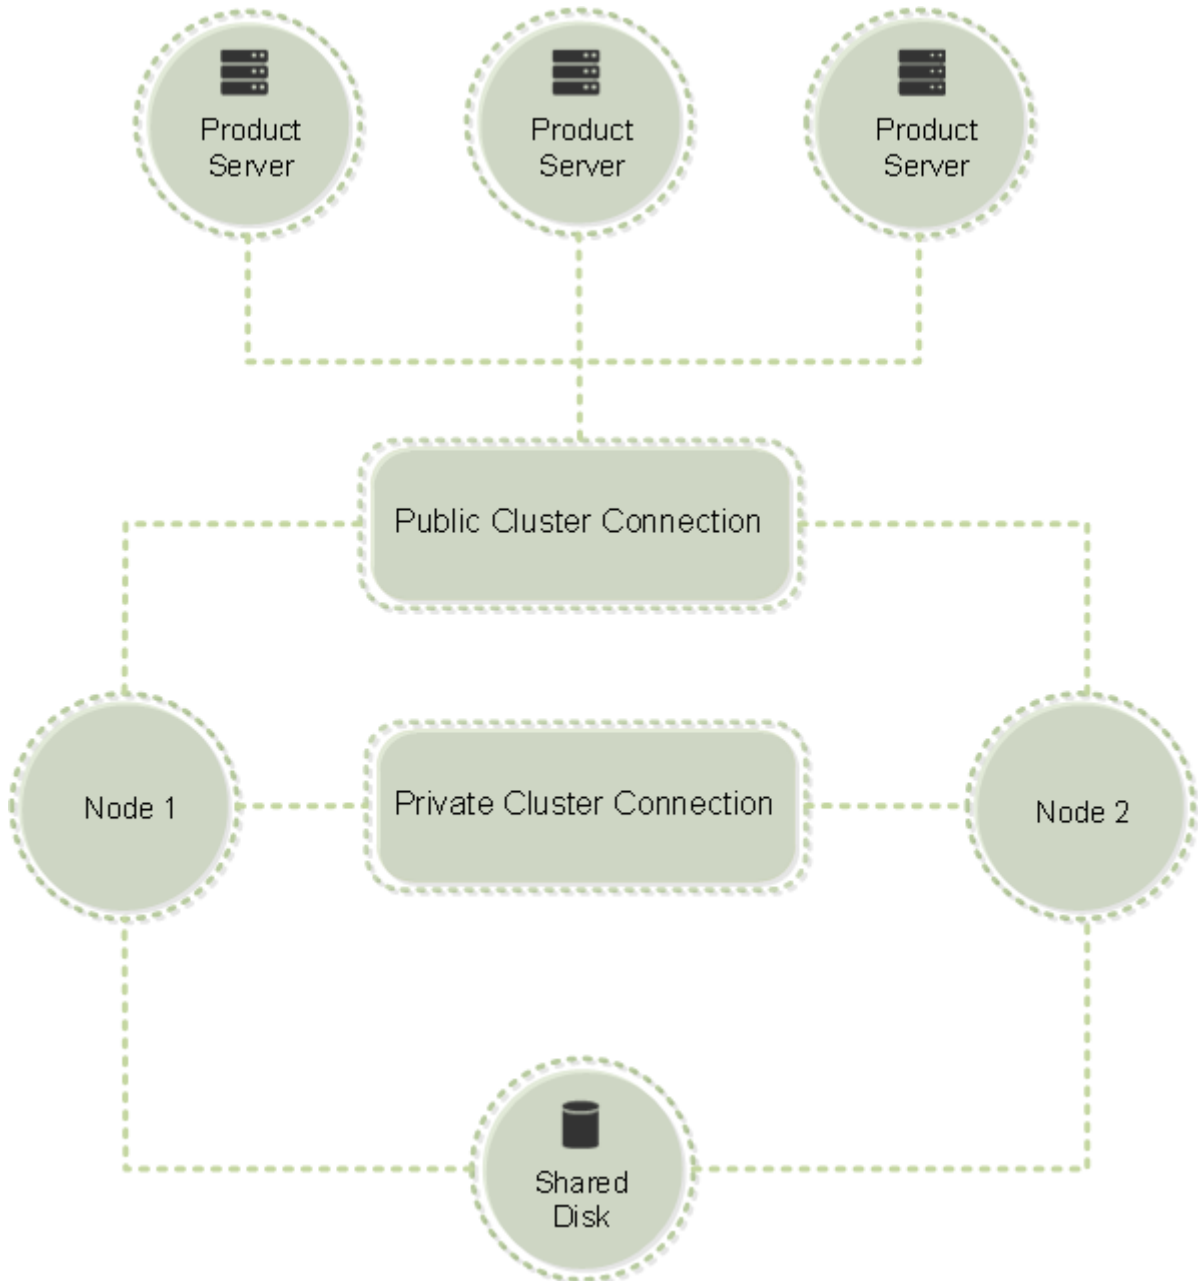 Product
Server
Product
Server
Product
Server
Public Cluster Connection
Node 1
Private Cluster Connection
Node 2
Shared
Disk